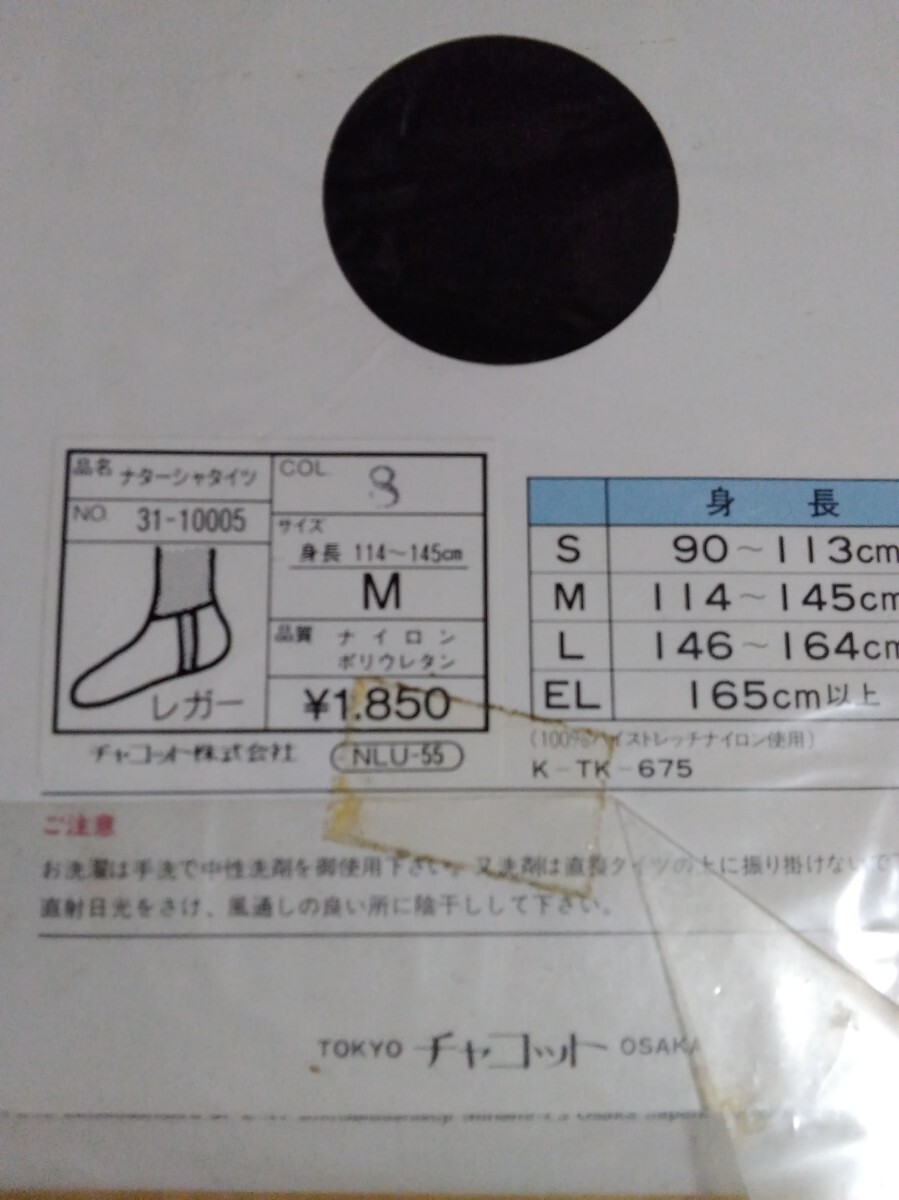 品名 ナターシャタイツ
NO. 31-10005
レガー
COL. 8
サイズ
身長 114～145cm
M
品質 ナイロン
ポリウレタン
¥1.850
チャコット株式会社 NLU-55
身長
S 90～113cm
M 114～145cm
L 146～164cm
EL 165cm以上
(100%ハイストレッチナイロン使用)
K-TK-675
ご注意
お洗濯は手洗で中性洗剤を御使用下さい。又洗剤は直接タイツの上に振り掛けないで下
直射日光をさけ、風通しの良い所に陰干しして下さい。
TOKYO チャコット OSAKA